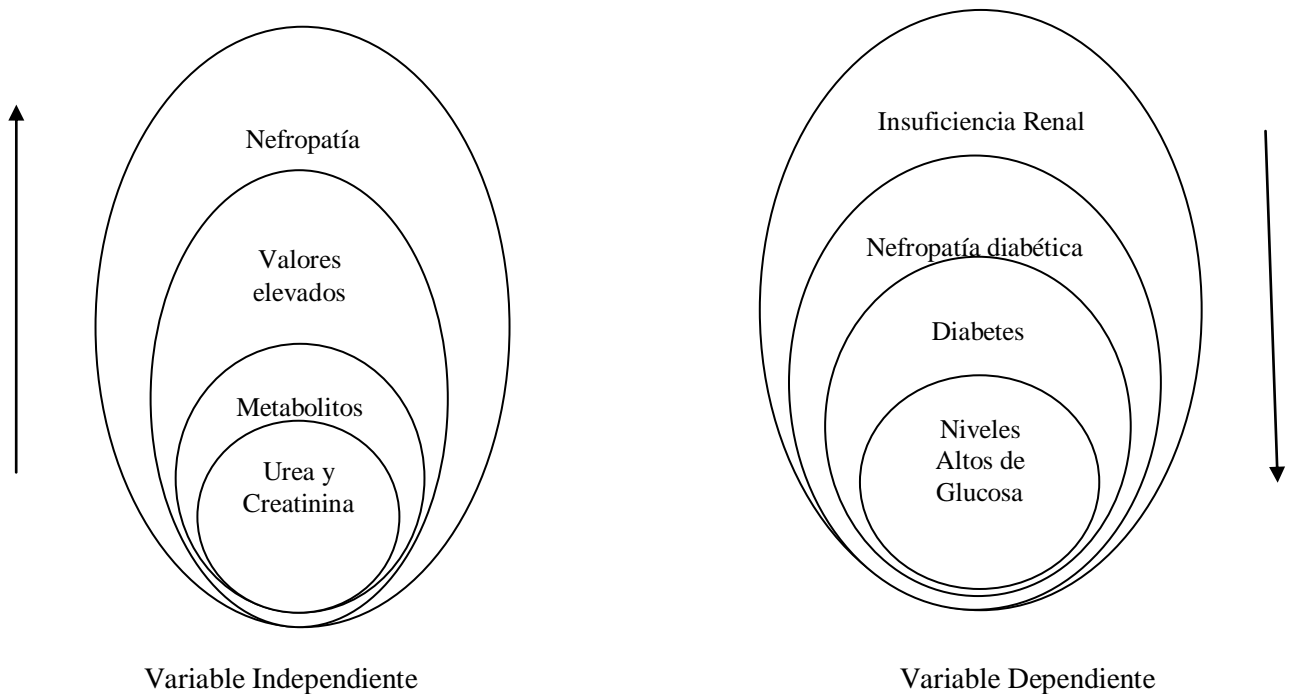 Nefropatía
Valores
elevados
Metabolitos
Urea y
Creatinina
Variable Independiente
Insuficiencia Renal
Nefropatía diabética
Diabetes
Niveles
Altos de
Glucosa
Variable Dependiente